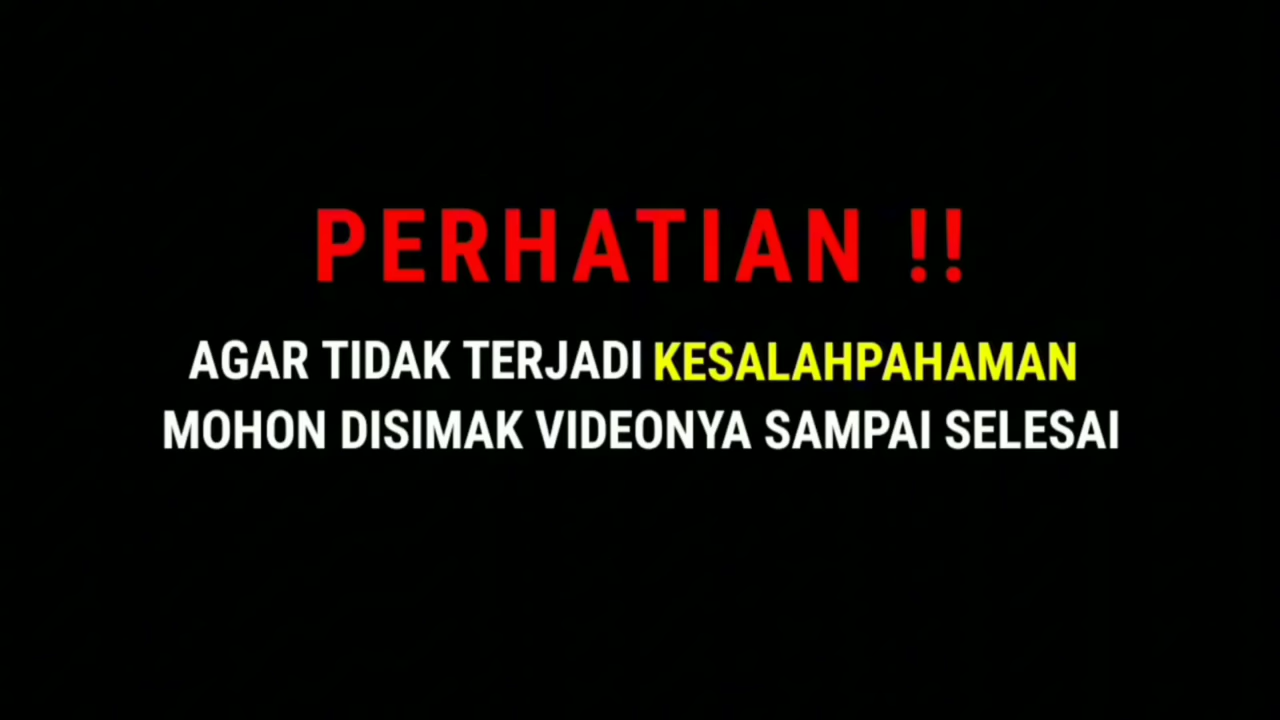 PERHATIAN !!
AGAR TIDAK TERJADI KESALAHPAHAMAN
MOHON DISIMAK VIDEONYA SAMPAI SELESAI